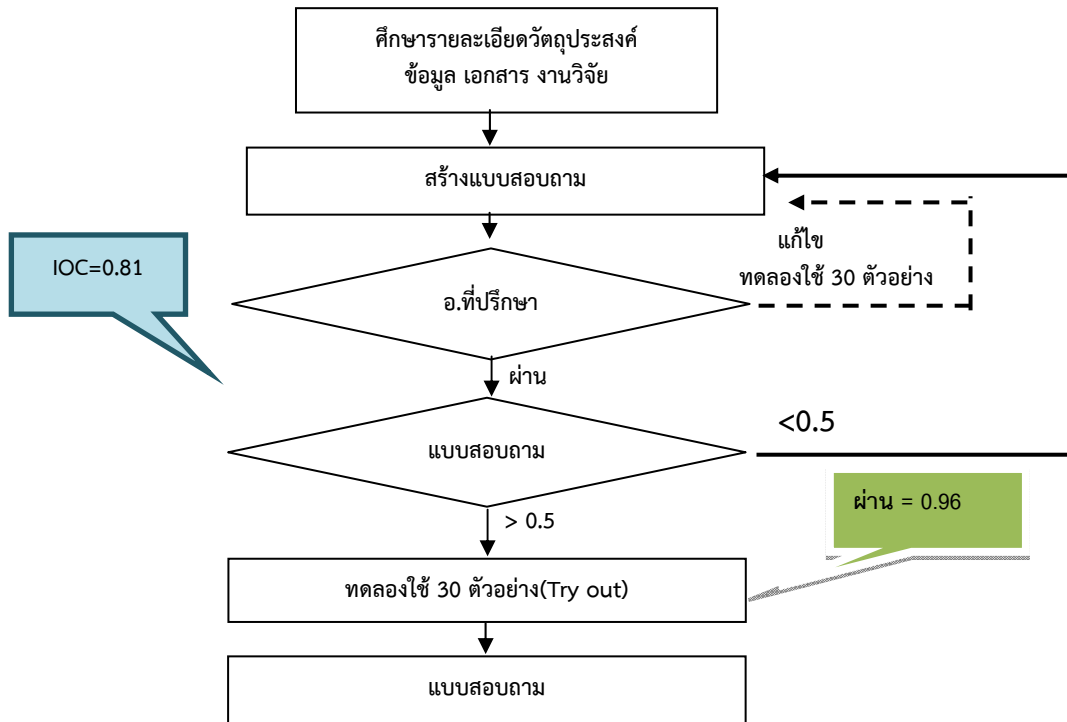 ศึกษารายละเอียดวัตถุประสงค์
ข้อมูล เอกสาร งานวิจัย
สร้างแบบสอบถาม
แก้ไข
ทดลองใช้ 30 ตัวอย่าง
IOC=0.81
อ.ที่ปรึกษา
ผ่าน
<0.5
แบบสอบถาม
ผ่าน = 0.96
> 0.5
ทดลองใช้ 30 ตัวอย่าง(Try out)
แบบสอบถาม